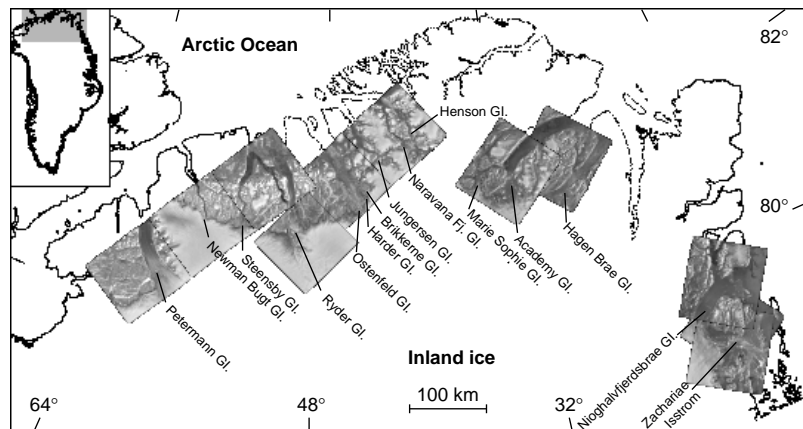 Arctic Ocean
82°
Henson Gl.
Naravana Fj. Gl.
Jungersen Gl.
Brikkerne Gl.
Harder Gl.
Ostenfeld Gl.
Ryder Gl.
Steensby Gl.
Newman Bugt Gl.
Petermann Gl.
Marie Sophie Gl.
Academy Gl.
Hagen Brae Gl.
80°
Nioghalvfjerdsbrae Gl.
Zachariae
Isstrom
Inland ice
100 km
64°
48°
32°